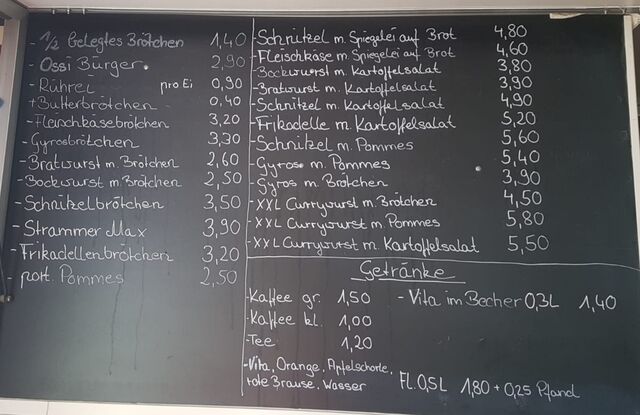 - 1/2 belegtes Brötchen 1,40
- Ossi Bürger 2,90
- Rührei pro Ei 0,90
+ Butterbrötchen 0,40
- Fleischkäsebrötchen 3,20
- Gyrosbrötchen 3,30
- Bratwurst m. Brötchen 2,60
- Bockwurst m. Brötchen 2,50
- Schnitzelbrötchen 3,50
- Strammer Max 3,90
- Frikadellenbrötchen 3,20
- port. Pommes 2,50
- Schnitzel m. Spiegelei auf Brot 4,80
- Fleischkäse m. Spiegelei auf Brot 4,60
- Bockwurst m. Kartoffelsalat 3,80
- Bratwurst m. Kartoffelsalat 3,90
- Schnitzel m. Kartoffelsalat 4,90
- Frikadelle m. Kartoffelsalat 5,20
- Schnitzel m. Pommes 5,60
- Gyros m. Pommes 5,40
- Gyros m. Brötchen 3,90
- XXL Currywurst m. Brötchen 4,50
- XXL Currywurst m. Pommes 5,80
- XXL Currywurst m. Kartoffelsalat 5,50
Getränke
- Kaffee gr. 1,50
- Kaffee kl. 1,00
- Tee 1,20
- Vita im Becher 0,3L 1,40
- Vita, Orange, Apfelschorle,
rote Brause, Wasser Fl. 0,5L 1,80 + 0,25 Pfand